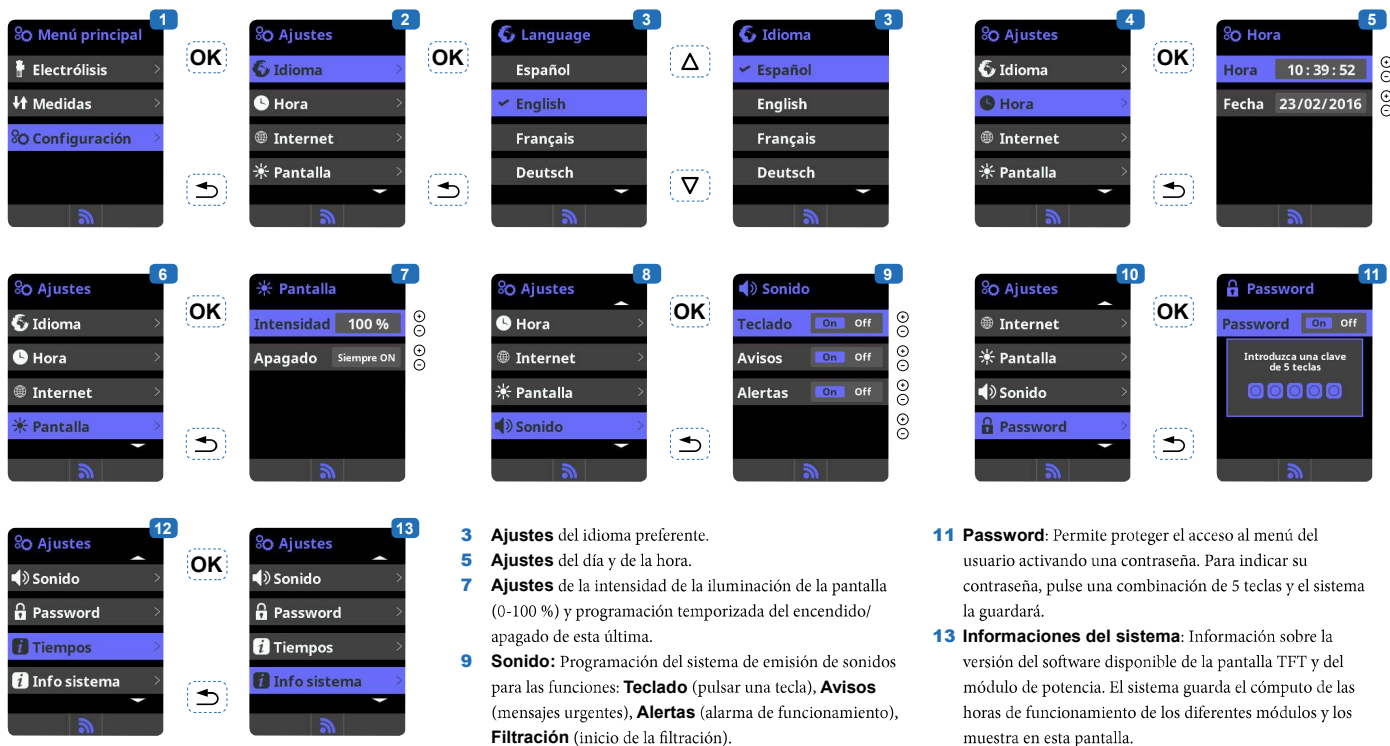 1
Menú principal
Electrólisis
Medidas
Configuración
OK
2
Ajustes
Idioma
Hora
Internet
Pantalla
OK
3
Language
Español
English
Français
Deutsch
3
Idioma
Español
English
Français
Deutsch
4
Ajustes
Idioma
Hora
Internet
Pantalla
OK
5
Hora
Hora 10:39:52
Fecha 23/02/2016
6
Ajustes
Idioma
Hora
Internet
Pantalla
OK
7
Pantalla
Intensidad 100 %
Apagado Siempre ON
8
Ajustes
Hora
Internet
Pantalla
Sonido
OK
9
Sonido
Teclado On Off
Avisos On Off
Alertas On Off
10
Ajustes
Internet
Pantalla
Sonido
Password
OK
11
Password
Password On Off
Introduzca una clave
de 5 teclas
12
Ajustes
Sonido
Password
Tiempos
Info sistema
OK
13
Ajustes
Sonido
Password
Tiempos
Info sistema
3 Ajustes del idioma preferente.
5 Ajustes del día y de la hora.
7 Ajustes de la intensidad de la iluminación de la pantalla
(0-100 %) y programación temporizada del encendido/
apagado de esta última.
9 Sonido: Programación del sistema de emisión de sonidos
para las funciones: Teclado (pulsar una tecla), Avisos
(mensajes urgentes), Alertas (alarma de funcionamiento),
Filtración (inicio de la filtración).
11 Password: Permite proteger el acceso al menú del
usuario activando una contraseña. Para indicar su
contraseña, pulse una combinación de 5 teclas y el sistema
la guardará.
13 Informaciones del sistema: Información sobre la
versión del software disponible de la pantalla TFT y del
módulo de potencia. El sistema guarda el cómputo de las
horas de funcionamiento de los diferentes módulos y los
muestra en esta pantalla.